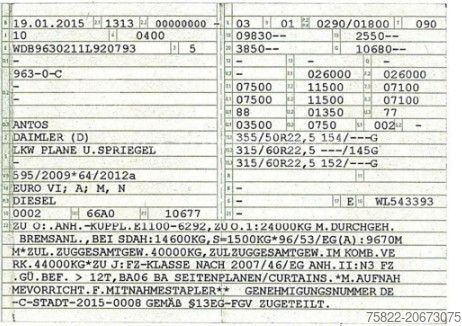 19.01.2015 1313 00000000 -
10 0400
WDB9630211L920793 5
-
963-0-C
-
-
ANTOS
DAIMLER (D)
LKW PLANE U.SPRIEGEL
-
595/2009*64/2012a
EURO VI; A; M, N
DIESEL
0002 66A0 10677
03 01 0290/01800 090
09830-- 2550--
3850-- 10680--
- - -
- 026000 026000
07500 11500 07100
07500 11500 07100
88 01350 77
03500 0750 002-
355/50R22,5 154/---G
315/60R22,5 ---/145G
315/60R22,5 152/---G
-
-
- E WL543393
-
ZU O.:ANH.-KUPPL.E1100-6292,ZU O.1:24000KG M.DURCHGEH.
BREMSANL.,BEI SDAH:14600KG,S=1500KG*96/53/EG(A):9670M
M*ZUL.ZUGGESAMTGEW.40000KG,ZULZUGGESAMTGEW.IM KOMB.VE
RK.44000KG*ZU J:FZ-KLASSE NACH 2007/46/EG ANH.II:N3 FZ
.GÜ.BEF. > 12T,BA06 BA SEITENPLANEN/CURTAINS.*M.AUFNAH
MEVORRICHT.F.MITNAHMESTAPLER** GENEHMIGUNGSNUMMER DE
-C-STADT-2015-0008 GEMÄß §13EG-FGV ZUGETEILT.
75822-20673075